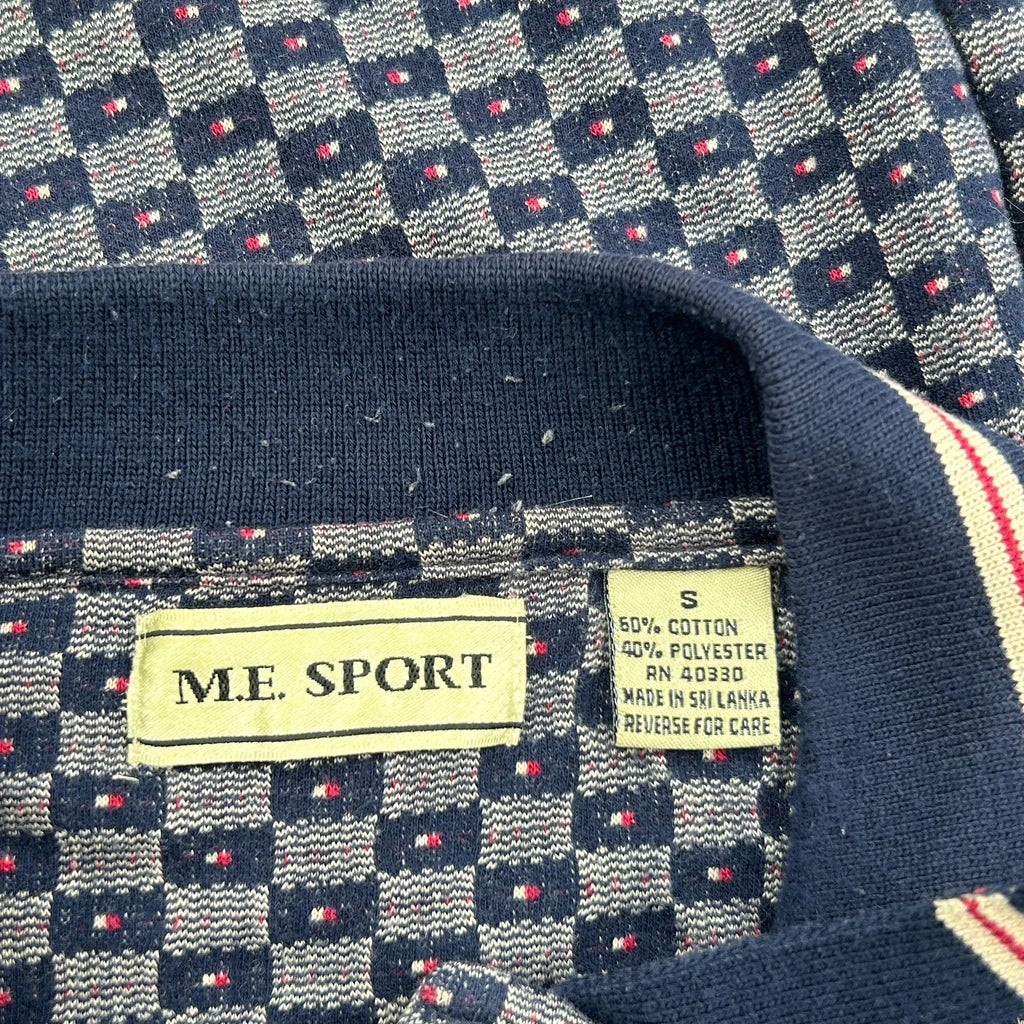 M.E. SPORT
S
60% COTTON
40% POLYESTER
RN 40330
MADE IN SRI LANKA
REVERSE FOR CARE